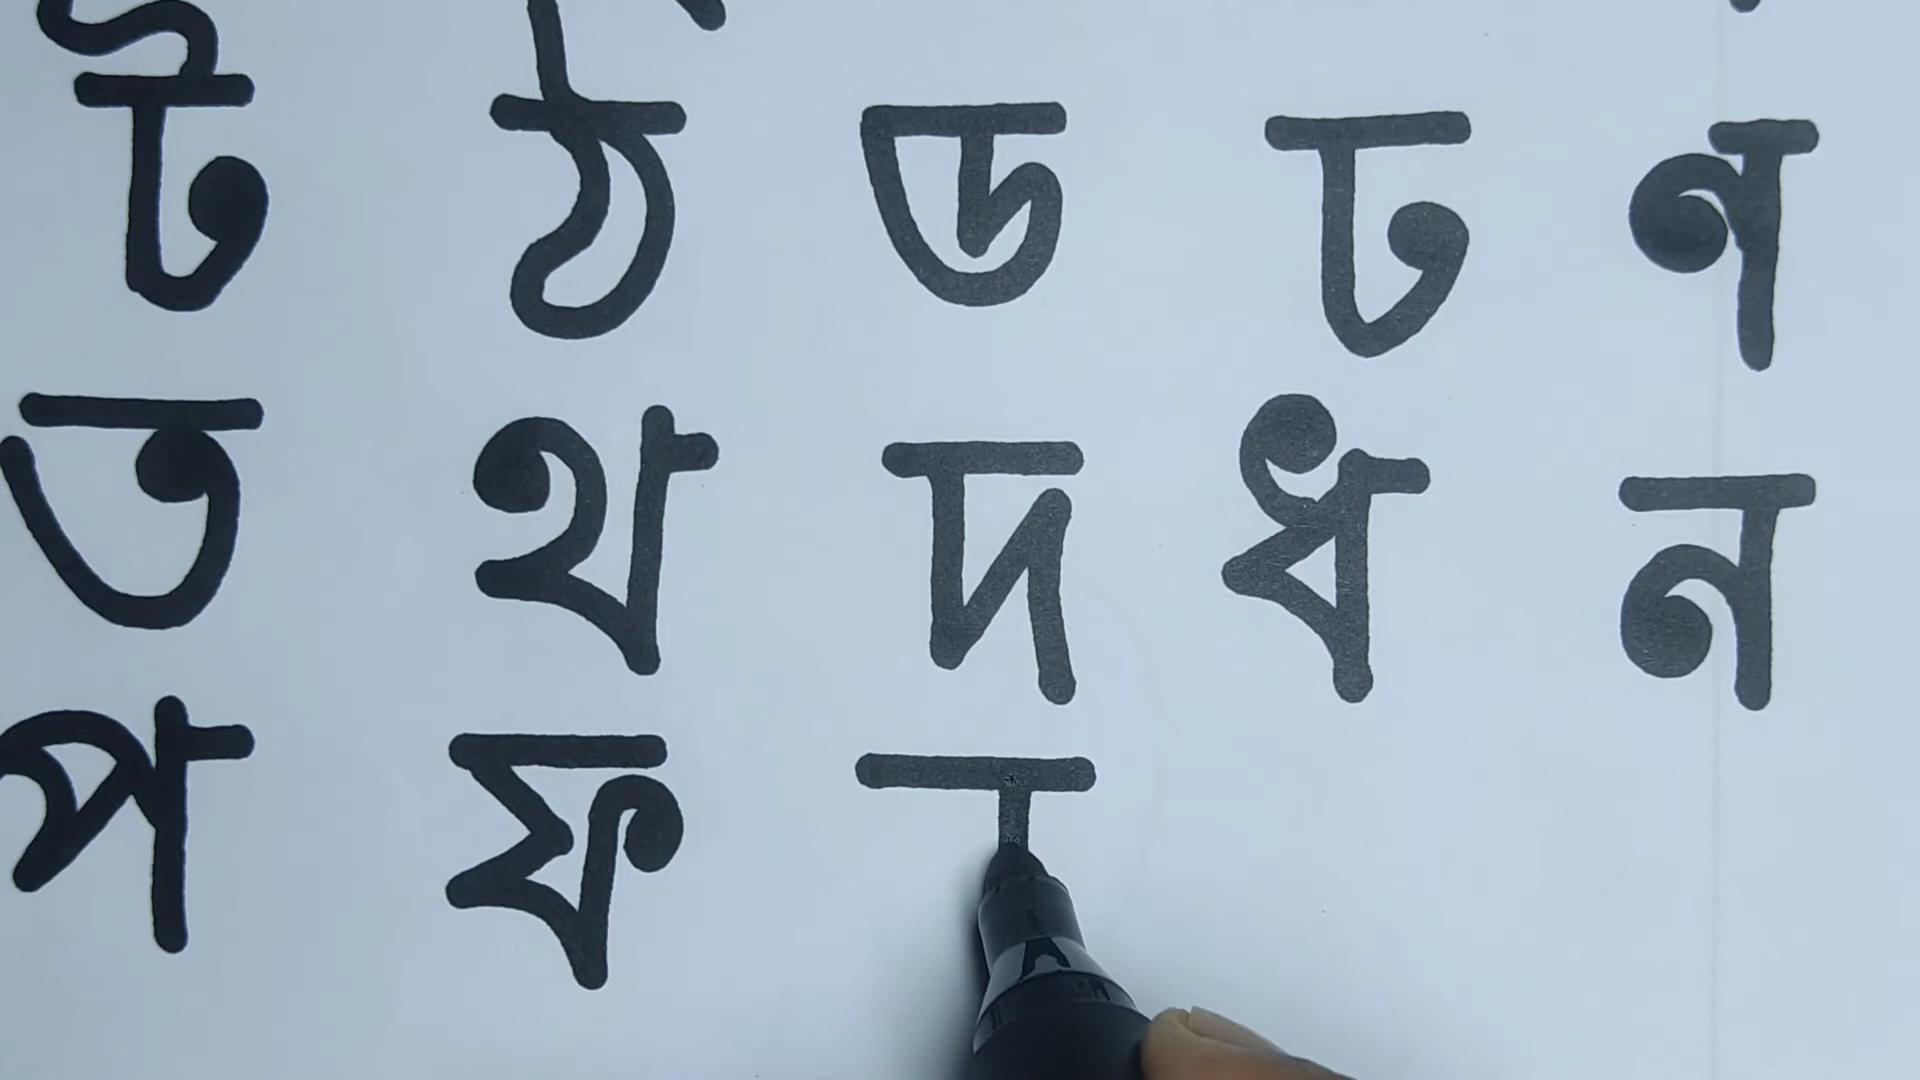 ট ঠ ড ঢ ণ
ত থ দ ধ ন
প ফ